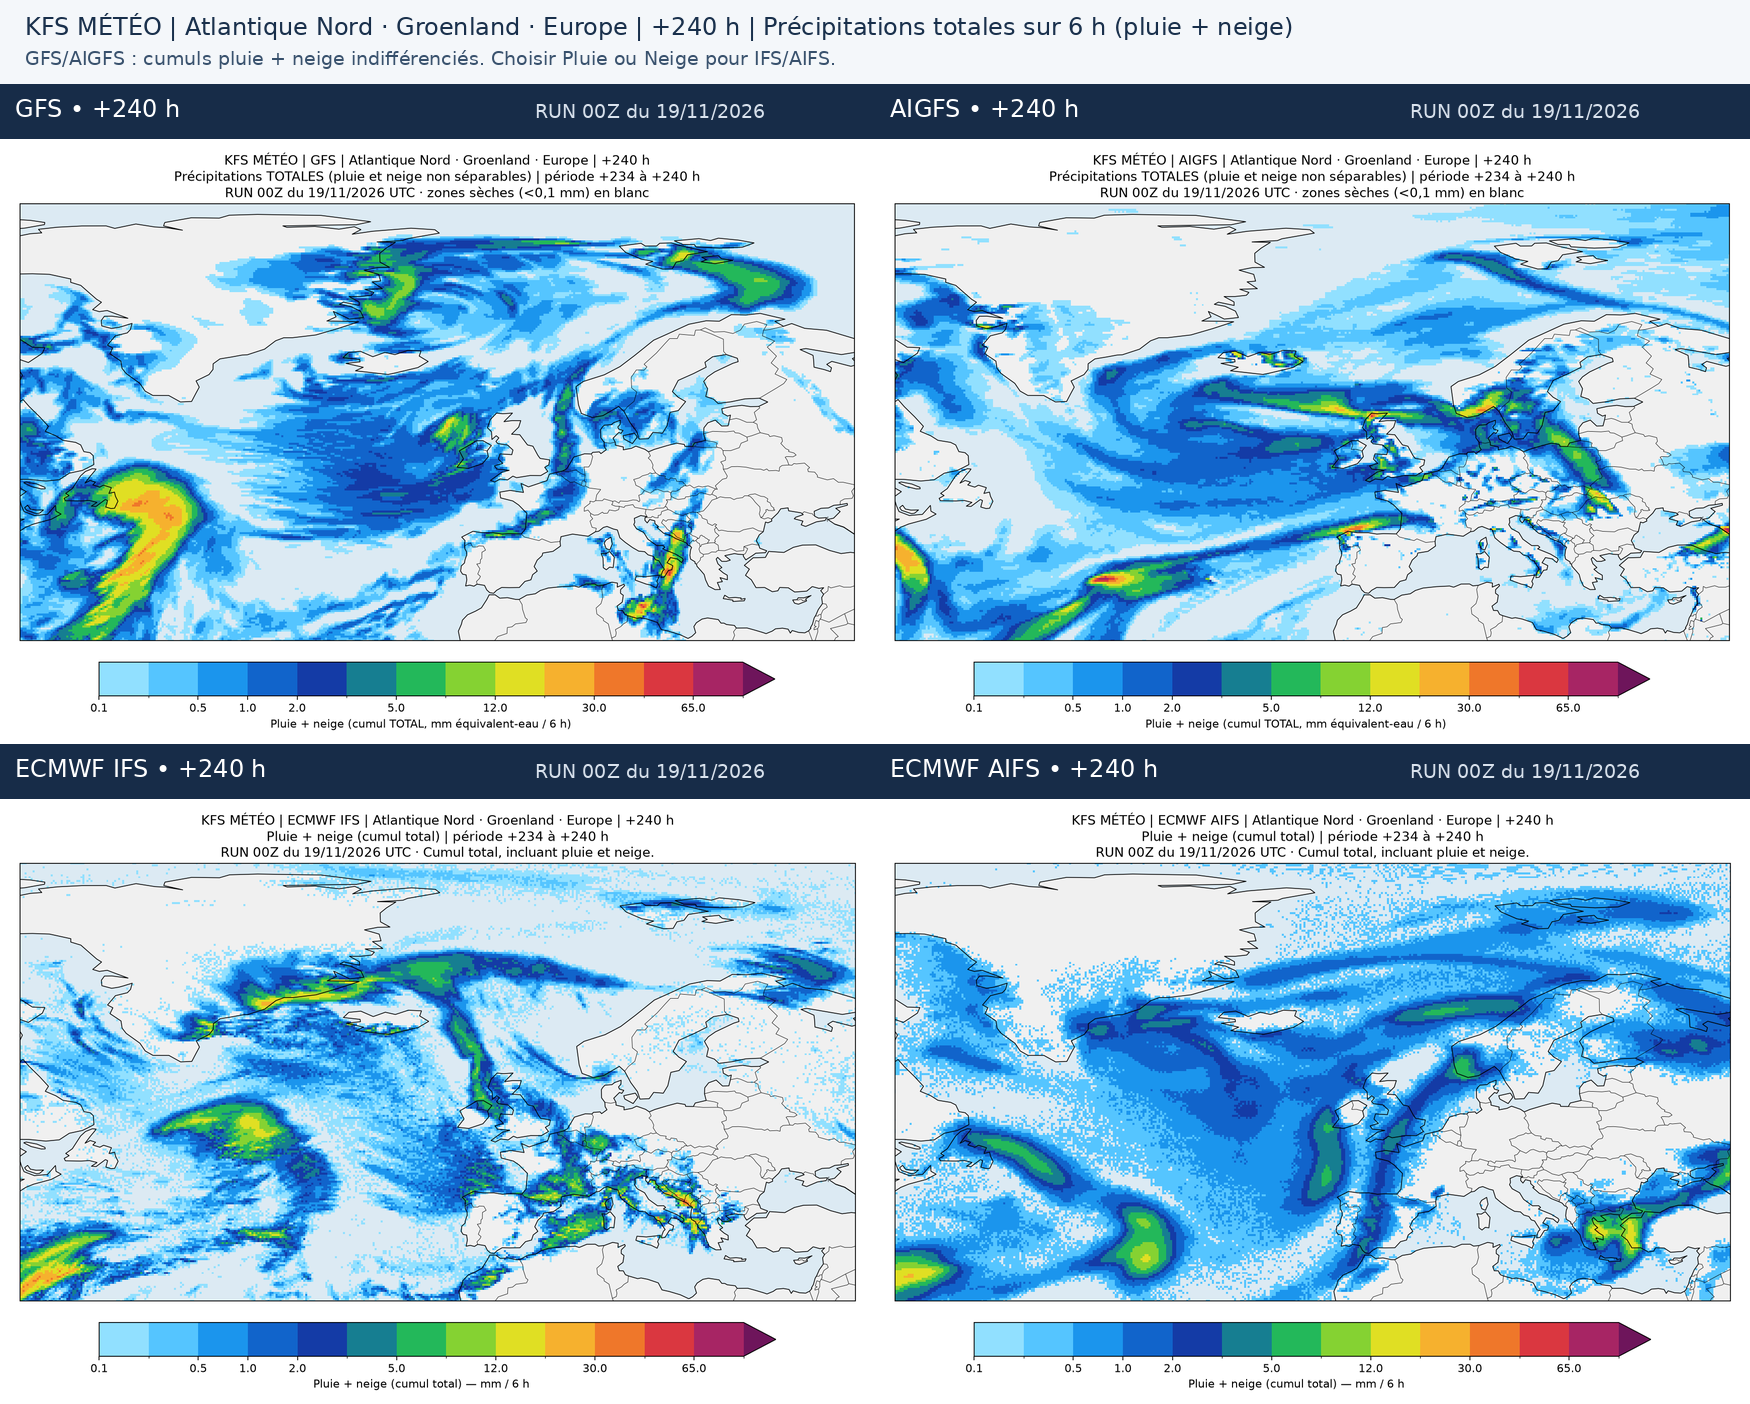 KFS MÉTÉO | Atlantique Nord · Groenland · Europe | +240 h | Précipitations totales sur 6 h (pluie + neige)
GFS/AIGFS : cumuls pluie + neige indifférenciés. Choisir Pluie ou Neige pour IFS/AIFS.
GFS • +240 h RUN 00Z du 19/11/2026
KFS MÉTÉO | GFS | Atlantique Nord · Groenland · Europe | +240 h
Précipitations TOTALES (pluie et neige non séparables) | période +234 à +240 h
RUN 00Z du 19/11/2026 UTC · zones sèches (<0,1 mm) en blanc
0.1 0.5 1.0 2.0 5.0 12.0 30.0 65.0
Pluie + neige (cumul TOTAL, mm équivalent-eau / 6 h)
AIGFS • +240 h RUN 00Z du 19/11/2026
KFS MÉTÉO | AIGFS | Atlantique Nord · Groenland · Europe | +240 h
Précipitations TOTALES (pluie et neige non séparables) | période +234 à +240 h
RUN 00Z du 19/11/2026 UTC · zones sèches (<0,1 mm) en blanc
0.1 0.5 1.0 2.0 5.0 12.0 30.0 65.0
Pluie + neige (cumul TOTAL, mm équivalent-eau / 6 h)
ECMWF IFS • +240 h RUN 00Z du 19/11/2026
KFS MÉTÉO | ECMWF IFS | Atlantique Nord · Groenland · Europe | +240 h
Pluie + neige (cumul total) | période +234 à +240 h
RUN 00Z du 19/11/2026 UTC · Cumul total, incluant pluie et neige.
0.1 0.5 1.0 2.0 5.0 12.0 30.0 65.0
Pluie + neige (cumul total) — mm / 6 h
ECMWF AIFS • +240 h RUN 00Z du 19/11/2026
KFS MÉTÉO | ECMWF AIFS | Atlantique Nord · Groenland · Europe | +240 h
Pluie + neige (cumul total) | période +234 à +240 h
RUN 00Z du 19/11/2026 UTC · Cumul total, incluant pluie et neige.
0.1 0.5 1.0 2.0 5.0 12.0 30.0 65.0
Pluie + neige (cumul total) — mm / 6 h